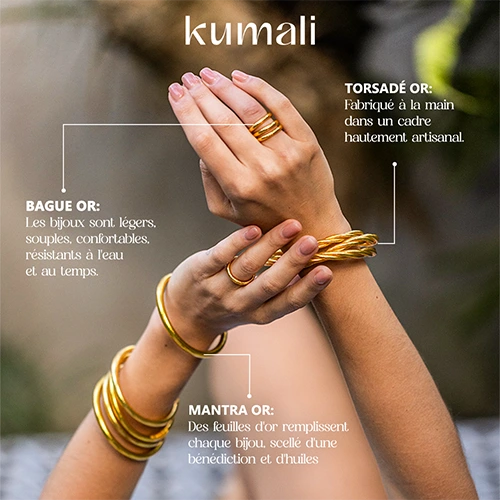 kumali
TORSADÉ OR:
Fabriqué à la main
dans un cadre
hautement artisanal.
BAGUE OR:
Les bijoux sont légers,
souples, confortables,
résistants à l'eau
et au temps.
MANTRA OR:
Des feuilles d'or remplissent
chaque bijou, scellé d'une
bénédiction et d'huiles